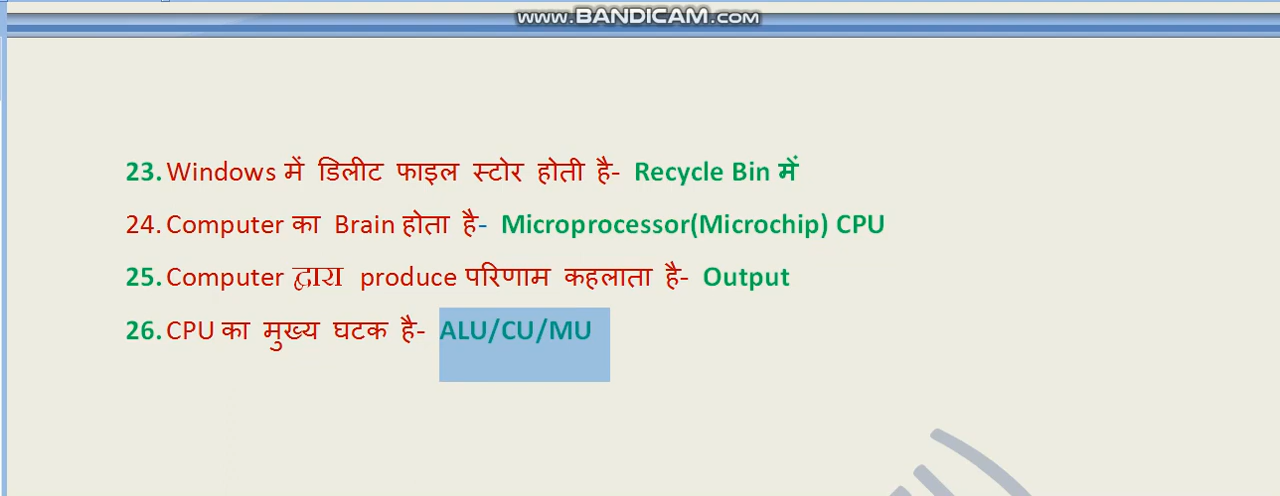 www.BANDICAM.com
23. Windows में डिलीट फाइल स्टोर होती है- Recycle Bin में
24. Computer का Brain होता है- Microprocessor(Microchip) CPU
25. Computer द्वारा produce परिणाम कहलाता है- Output
26. CPU का मुख्य घटक है- ALU/CU/MU